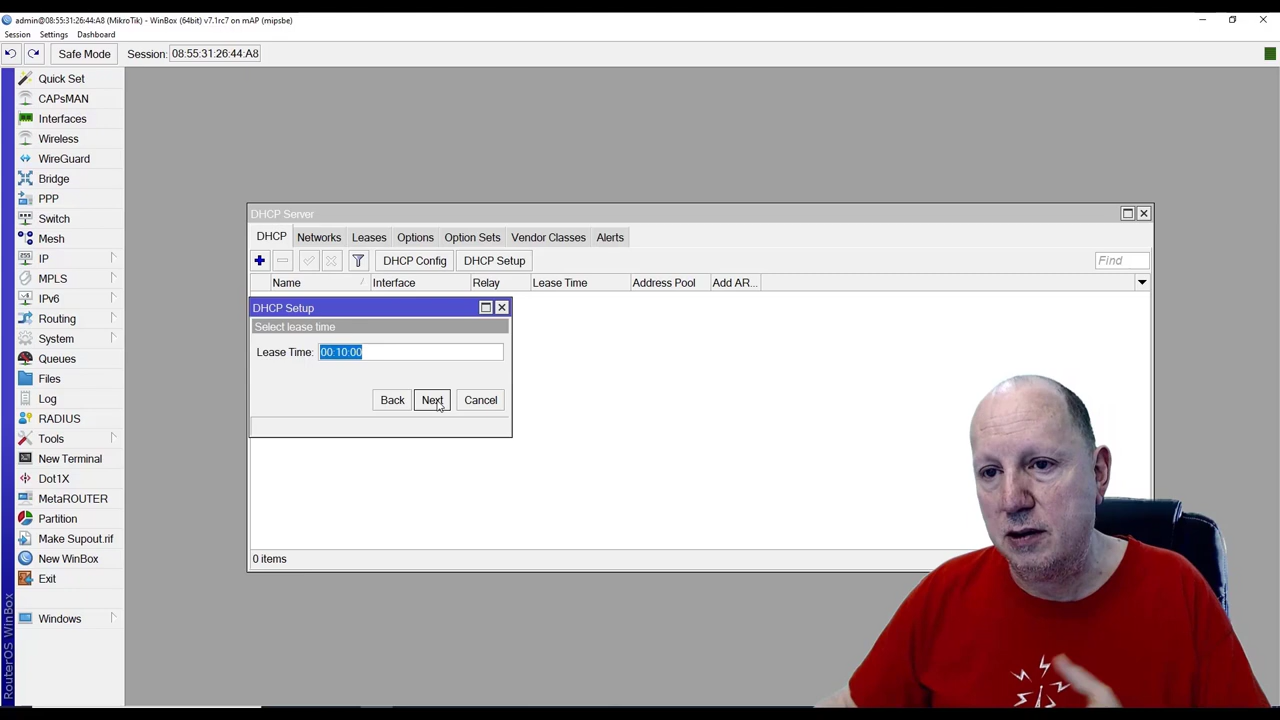 admin@08:55:31:26:44:A8 (MikroTik) - WinBox (64bit) v7.1rc7 on mAP (mipsbe)
Session Settings Dashboard
Safe Mode Session: 08:55:31:26:44:A8
Quick Set
CAPsMAN
Interfaces
Wireless
WireGuard
Bridge
PPP
Switch
Mesh
IP
MPLS
IPv6
Routing
System
Queues
Files
Log
RADIUS
Tools
New Terminal
Dot1X
MetaROUTER
Partition
Make Supout.rif
New WinBox
Exit
Windows
RouterOS WinBox
DHCP Server
DHCP Networks Leases Options Option Sets Vendor Classes Alerts
DHCP Config DHCP Setup Find
Name Interface Relay Lease Time Address Pool Add AR...
DHCP Setup
Select lease time
Lease Time: 00:10:00
Back Next Cancel
0 items